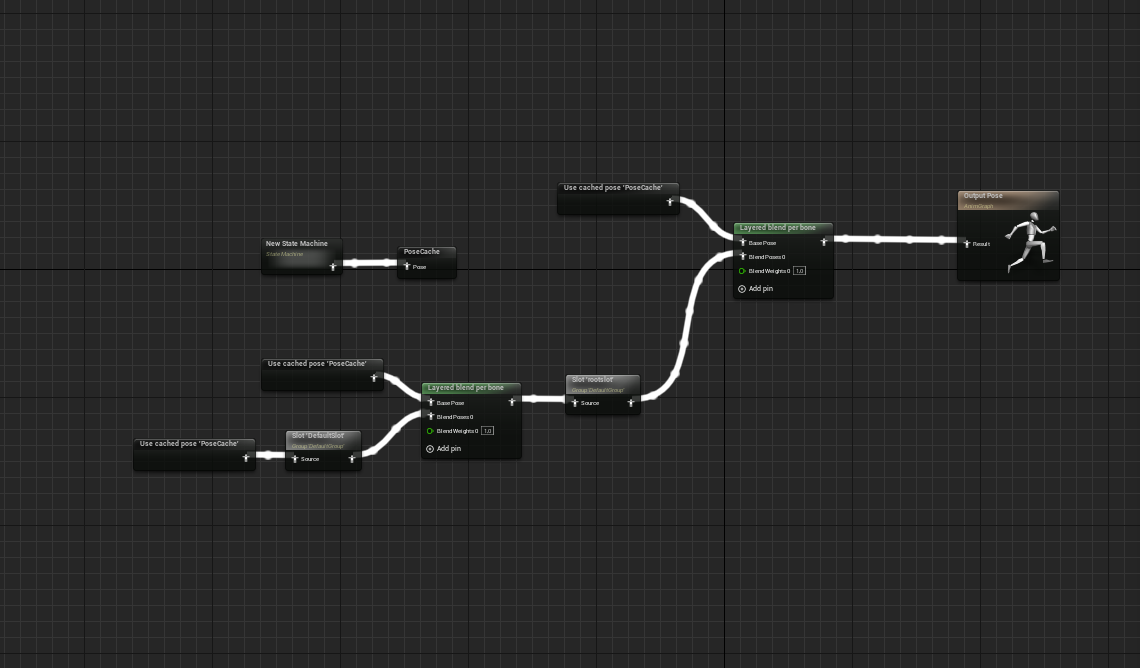 Use cached pose 'PoseCache'
Layered blend per bone
Base Pose
Blend Poses 0
Blend Weights 0 1,0
Add pin
Output Pose
AnimGraph
Result
New State Machine
State Machine
PoseCache
Pose
Use cached pose 'PoseCache'
Layered blend per bone
Base Pose
Blend Poses 0
Blend Weights 0 1,0
Add pin
Slot 'rootslot'
Group 'DefaultGroup'
Source
Use cached pose 'PoseCache'
Slot 'DefaultSlot'
Group 'DefaultGroup'
Source